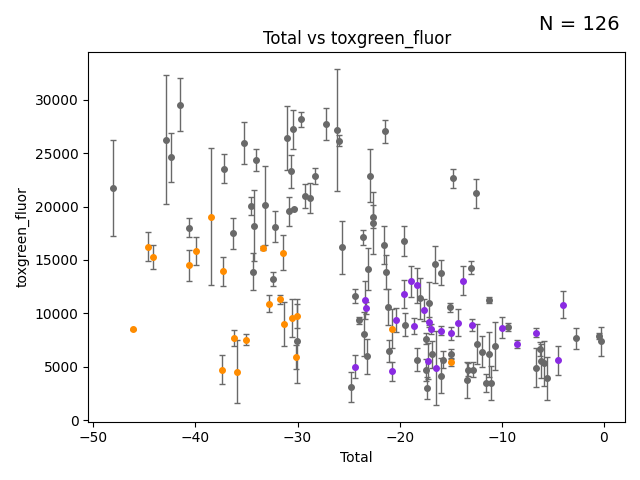 N = 126
Total vs toxgreen_fluor
toxgreen_fluor
30000
25000
20000
15000
10000
5000
0
−50 −40 −30 −20 −10 0
Total